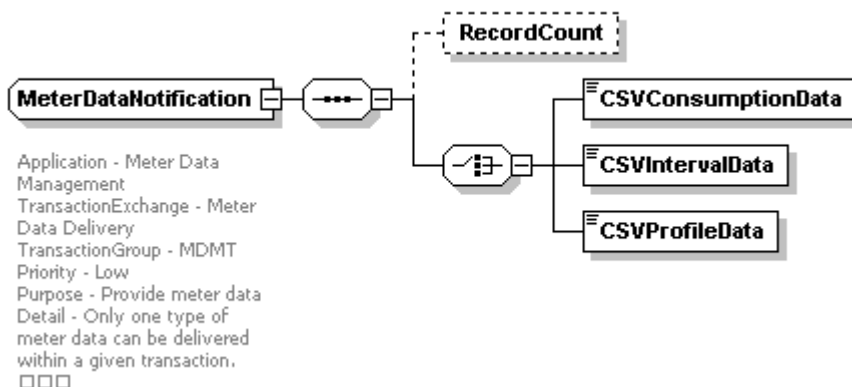 RecordCount
MeterDataNotification
CSVConsumptionData
CSVIntervalData
CSVProfileData
Application - Meter Data
Management
TransactionExchange - Meter
Data Delivery
TransactionGroup - MDMT
Priority - Low
Purpose - Provide meter data
Detail - Only one type of
meter data can be delivered
within a given transaction.
□□□